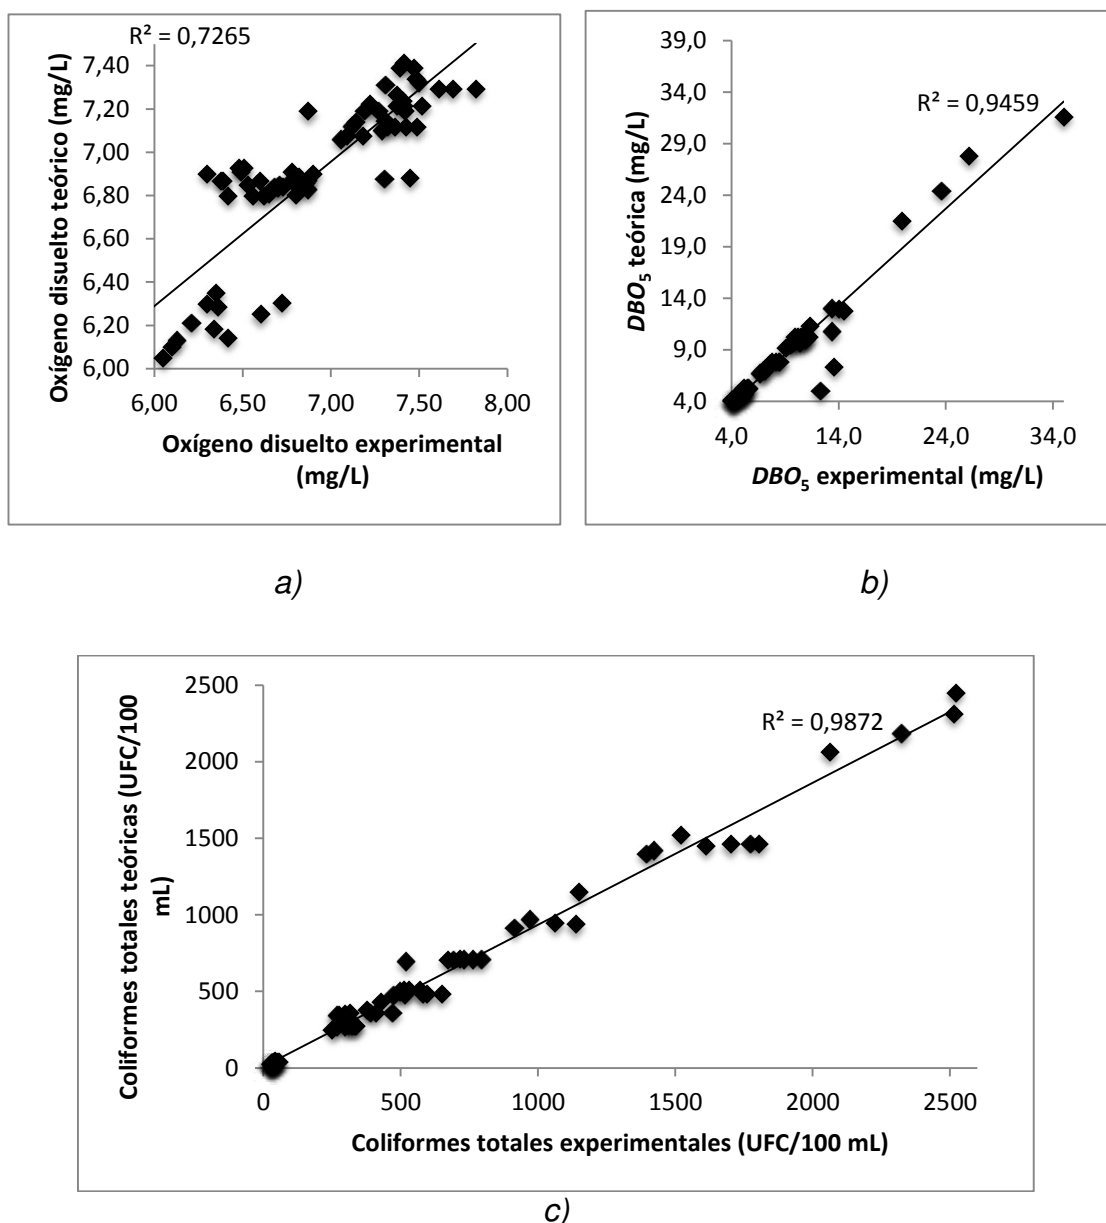 R² = 0,7265
Oxígeno disuelto teórico (mg/L)
7,40
7,20
7,00
6,80
6,60
6,40
6,20
6,00
6,00 6,50 7,00 7,50 8,00
Oxígeno disuelto experimental
(mg/L)
a)
39,0
34,0
29,0
24,0
19,0
14,0
9,0
4,0
R² = 0,9459
DBO₅ teórica (mg/L)
4,0 14,0 24,0 34,0
DBO₅ experimental (mg/L)
b)
Coliformes totales teóricas (UFC/100
mL)
2500
2000
1500
1000
500
0
R² = 0,9872
0 500 1000 1500 2000 2500
Coliformes totales experimentales (UFC/100 mL)
c)